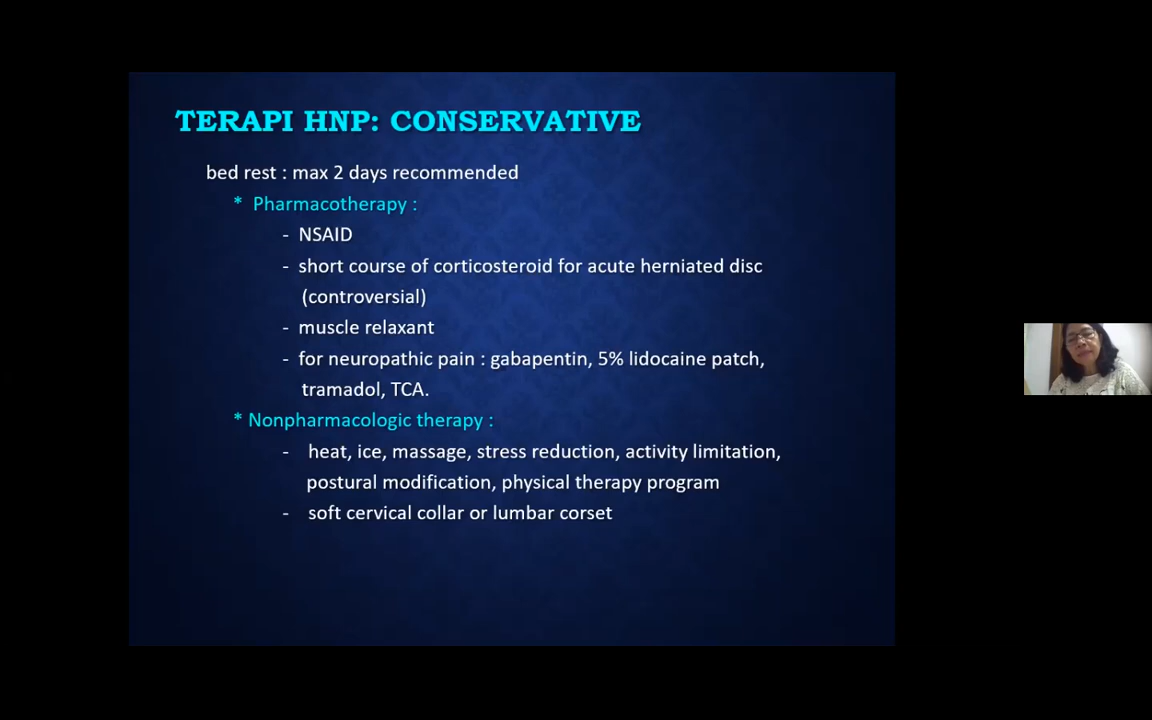 TERAPI HNP: CONSERVATIVE
bed rest : max 2 days recommended
* Pharmacotherapy :
- NSAID
- short course of corticosteroid for acute herniated disc
(controversial)
- muscle relaxant
- for neuropathic pain : gabapentin, 5% lidocaine patch,
tramadol, TCA.
* Nonpharmacologic therapy :
- heat, ice, massage, stress reduction, activity limitation,
postural modification, physical therapy program
- soft cervical collar or lumbar corset